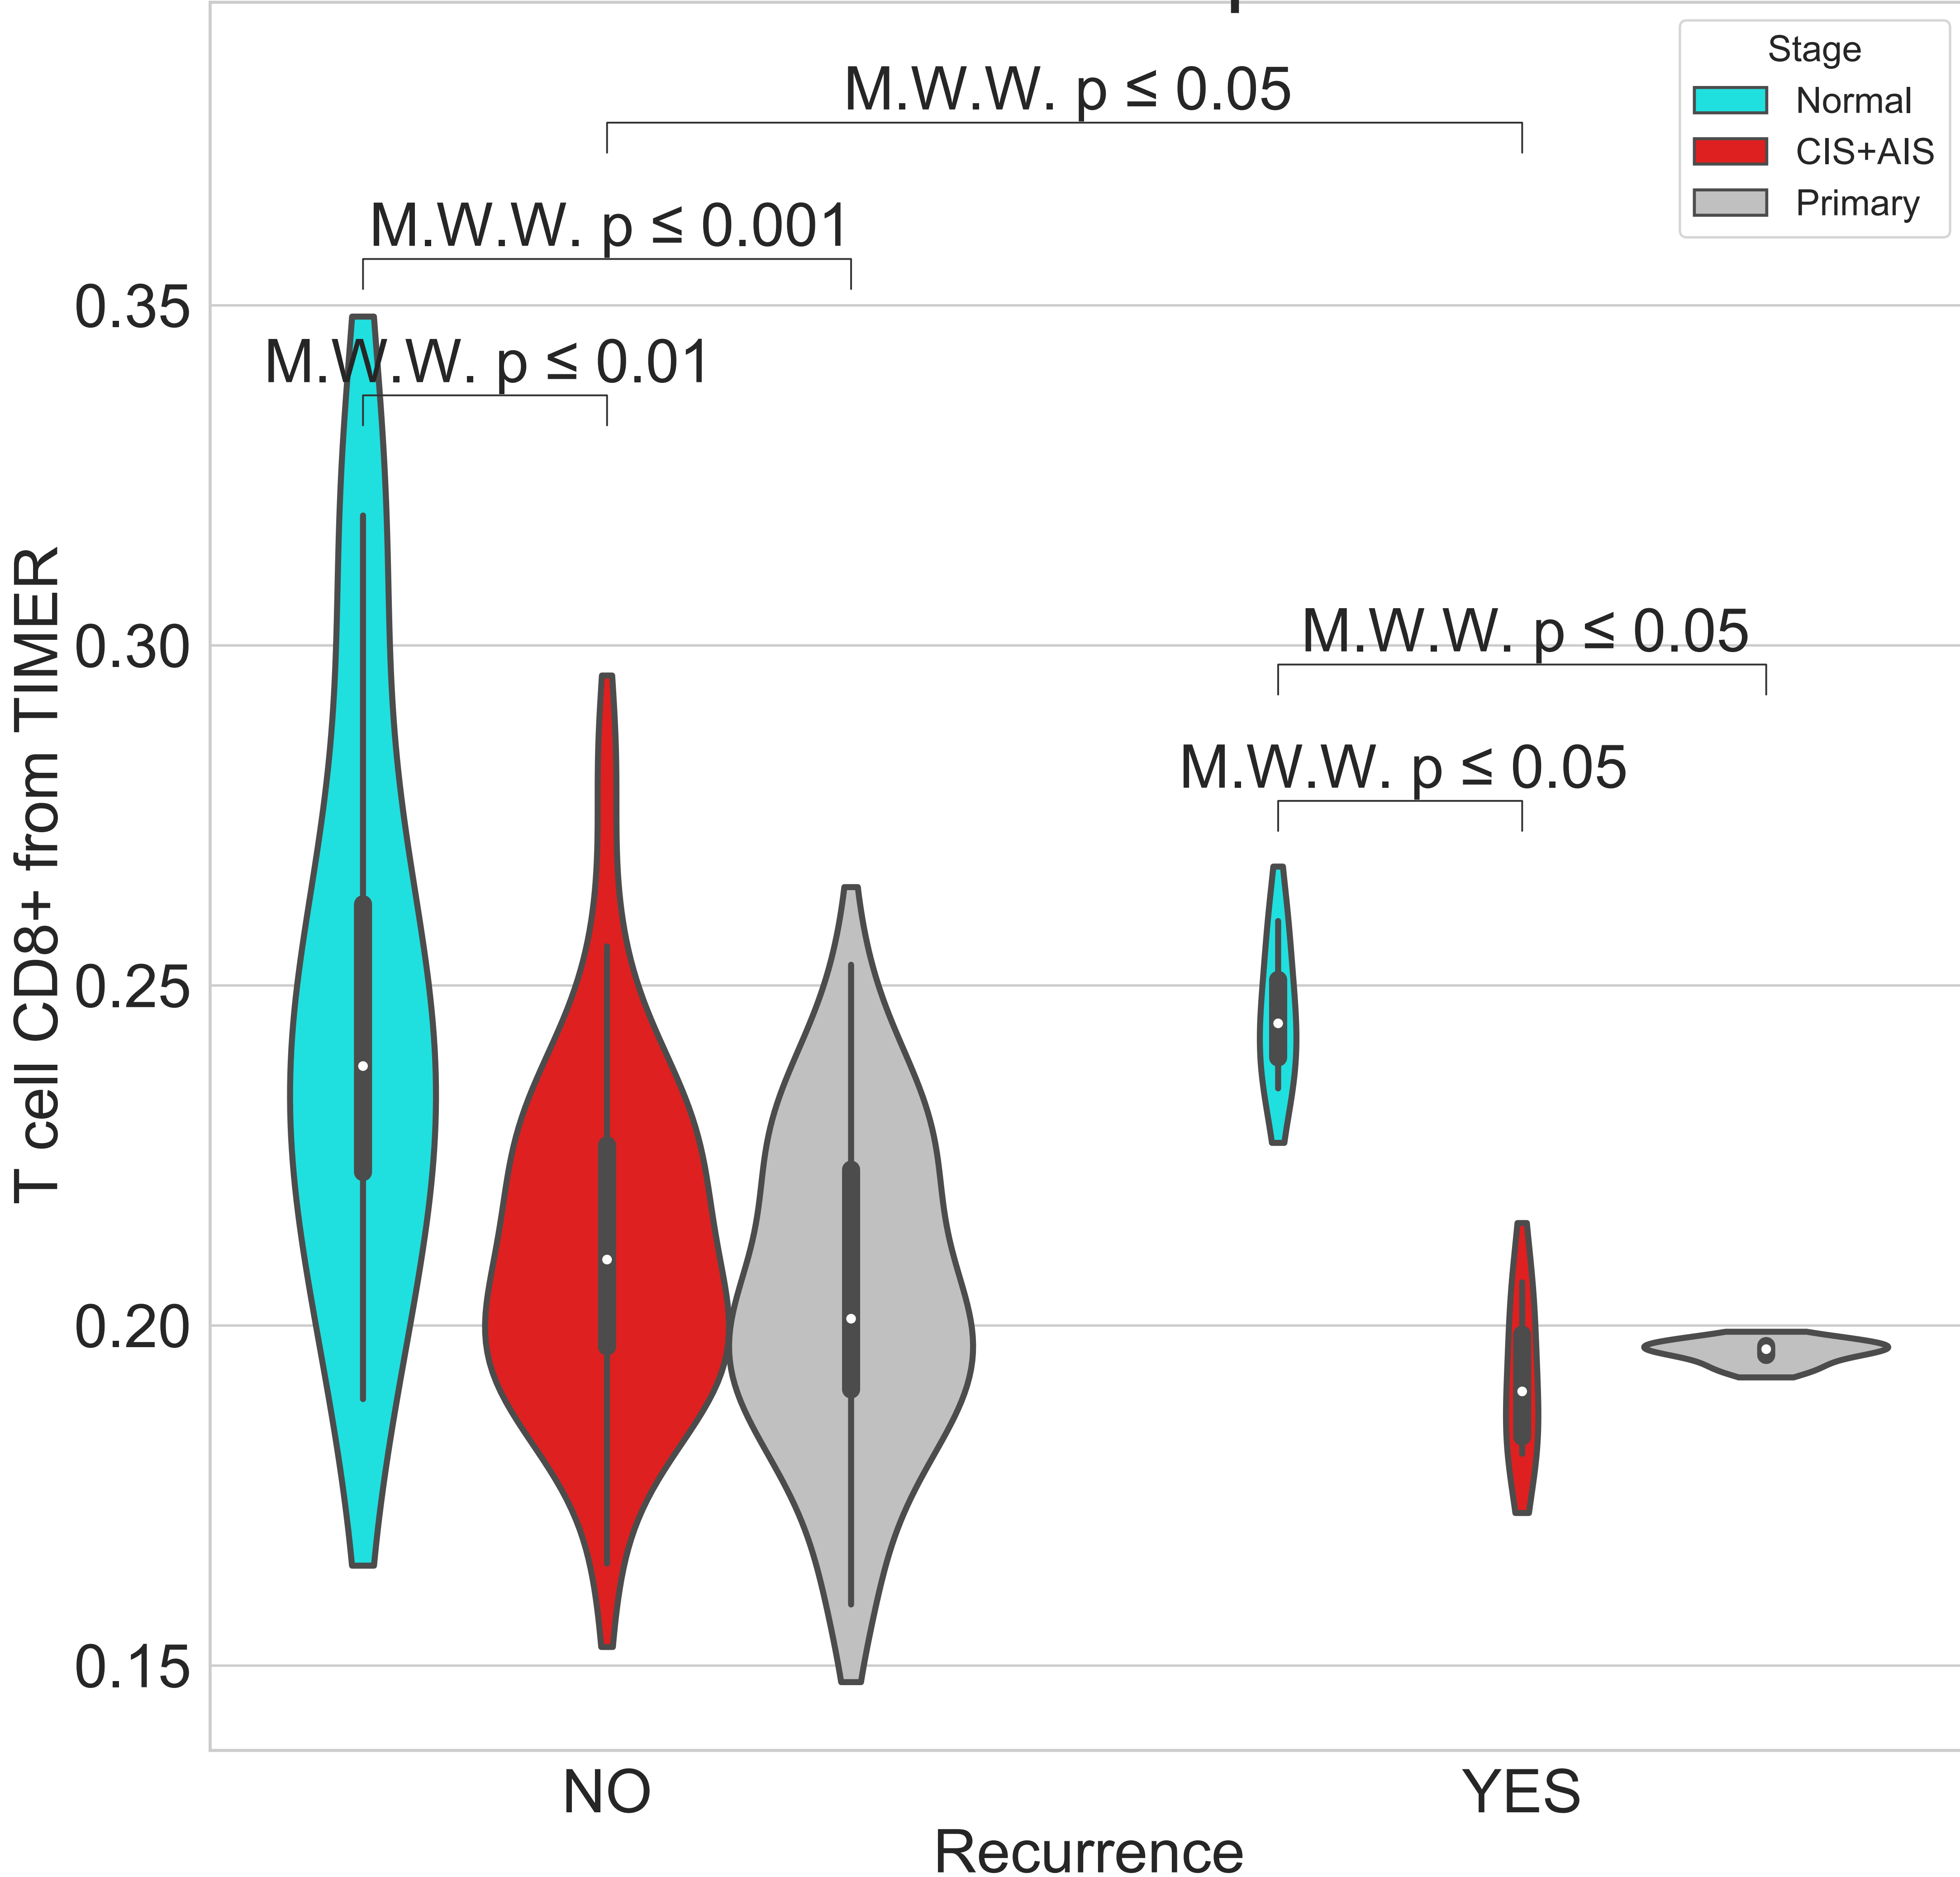 Stage
Normal
CIS+AIS
Primary
M.W.W. p ≤ 0.05
M.W.W. p ≤ 0.001
M.W.W. p ≤ 0.01
M.W.W. p ≤ 0.05
M.W.W. p ≤ 0.05
T cell CD8+ from TIMER
0.35
0.30
0.25
0.20
0.15
NO
YES
Recurrence